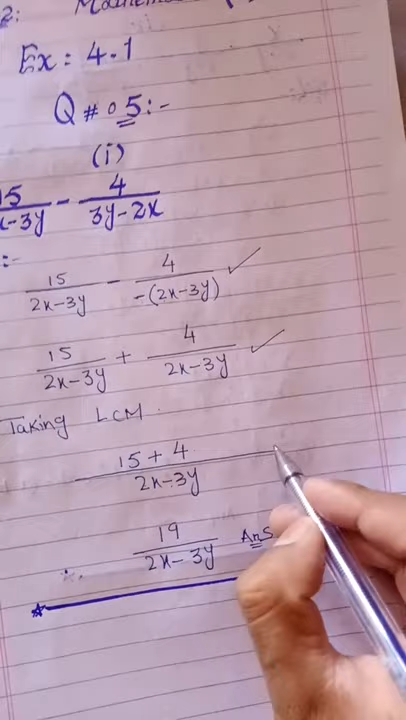 2:
Ex: 4.1
Q # 05:-
(i)
15/2x-3y - 4/3y-2x
:-
15/2x-3y - 4/-(2x-3y) ✓
15/2x-3y + 4/2x-3y ✓
Taking LCM.
15+4/2x-3y
∴ 19/2x-3y Ans